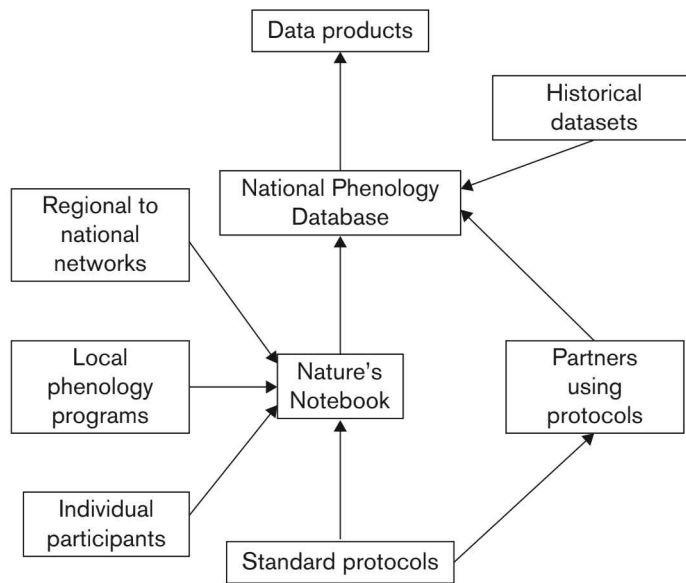 Data products
Historical
datasets
National Phenology
Database
Regional to
national
networks
Local
phenology
programs
Nature’s
Notebook
Partners
using
protocols
Individual
participants
Standard protocols